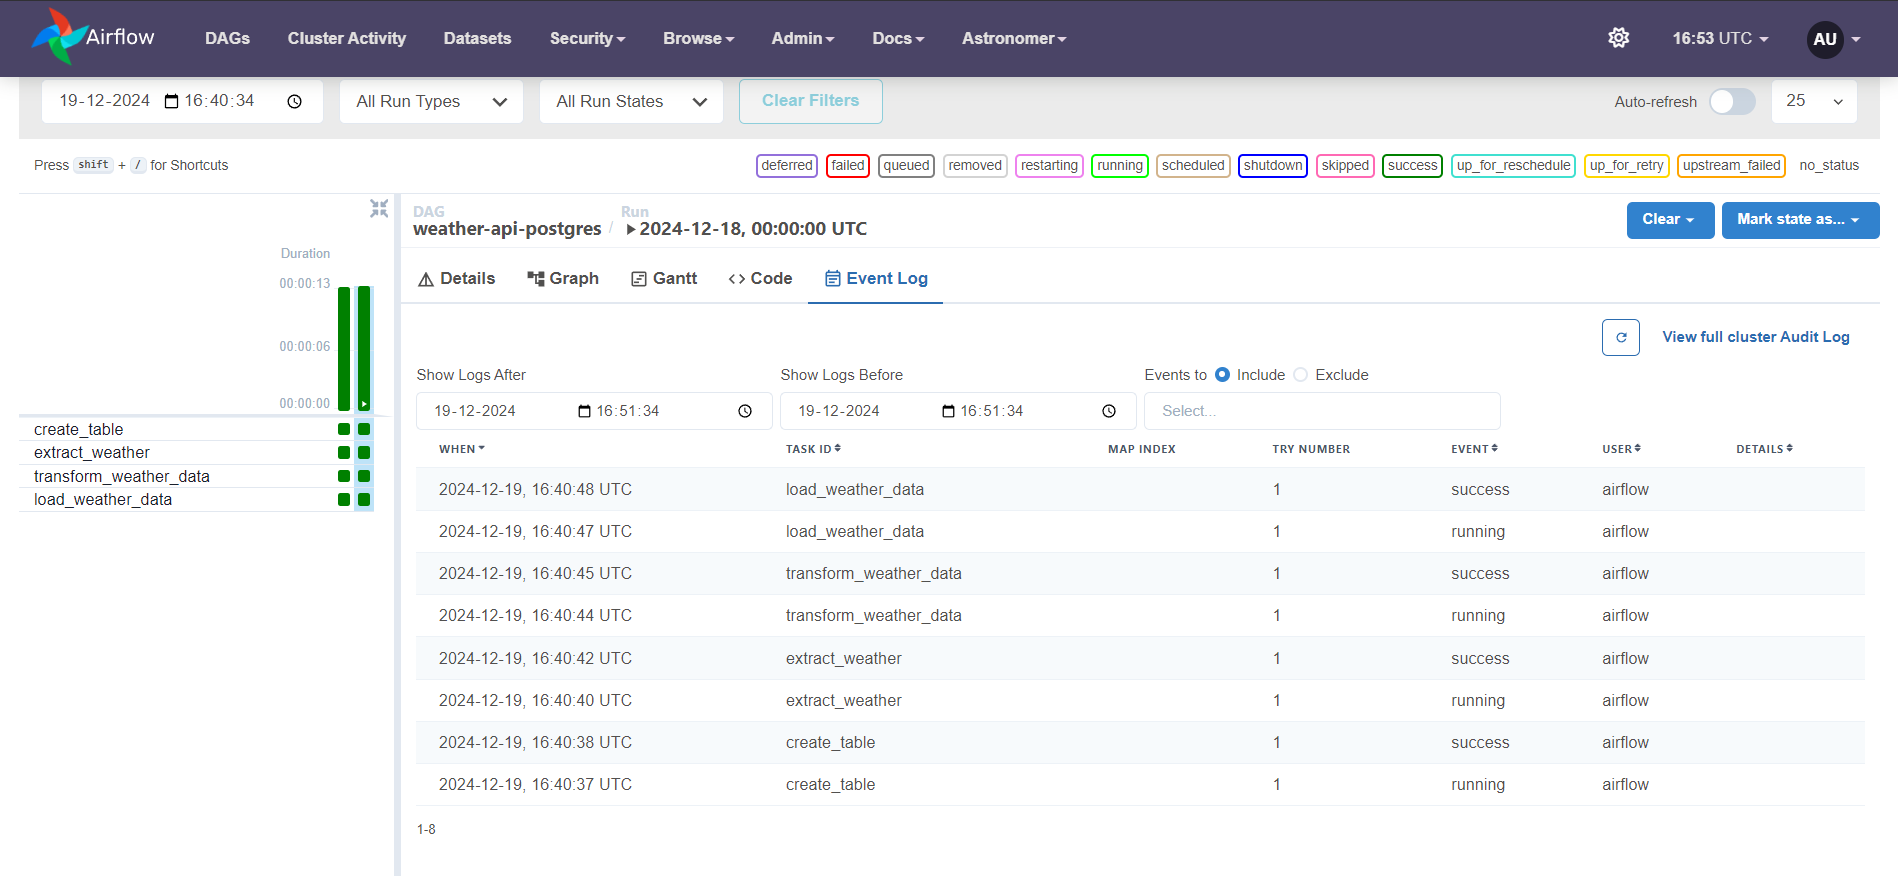 Airflow DAGs Cluster Activity Datasets Security Browse Admin Docs Astronomer 16:53 UTC AU
19-12-2024 16:40:34 All Run Types All Run States Clear Filters Auto-refresh 25
Press shift + / for Shortcuts deferred failed queued removed restarting running scheduled shutdown skipped success up_for_reschedule up_for_retry upstream_failed no_status
DAG Run
weather-api-postgres / 2024-12-18, 00:00:00 UTC Clear Mark state as...
Duration
00:00:13
00:00:06
00:00:00
create_table
extract_weather
transform_weather_data
load_weather_data
Details Graph Gantt Code Event Log
View full cluster Audit Log
Show Logs After Show Logs Before Events to Include Exclude
19-12-2024 16:51:34 19-12-2024 16:51:34 Select...
WHEN TASK ID MAP INDEX TRY NUMBER EVENT USER DETAILS
2024-12-19, 16:40:48 UTC load_weather_data 1 success airflow
2024-12-19, 16:40:47 UTC load_weather_data 1 running airflow
2024-12-19, 16:40:45 UTC transform_weather_data 1 success airflow
2024-12-19, 16:40:44 UTC transform_weather_data 1 running airflow
2024-12-19, 16:40:42 UTC extract_weather 1 success airflow
2024-12-19, 16:40:40 UTC extract_weather 1 running airflow
2024-12-19, 16:40:38 UTC create_table 1 success airflow
2024-12-19, 16:40:37 UTC create_table 1 running airflow
1-8